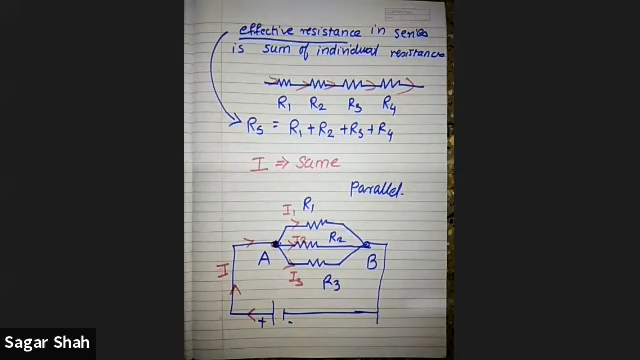 effective resistance in series
is sum of individual resistance
R1 R2 R3 R4
Rs = R1 + R2 + R3 + R4
I ⇒ same
Parallel.
I1 R1
I2 R2
A B
I
I3 R3
+ -
Sagar Shah